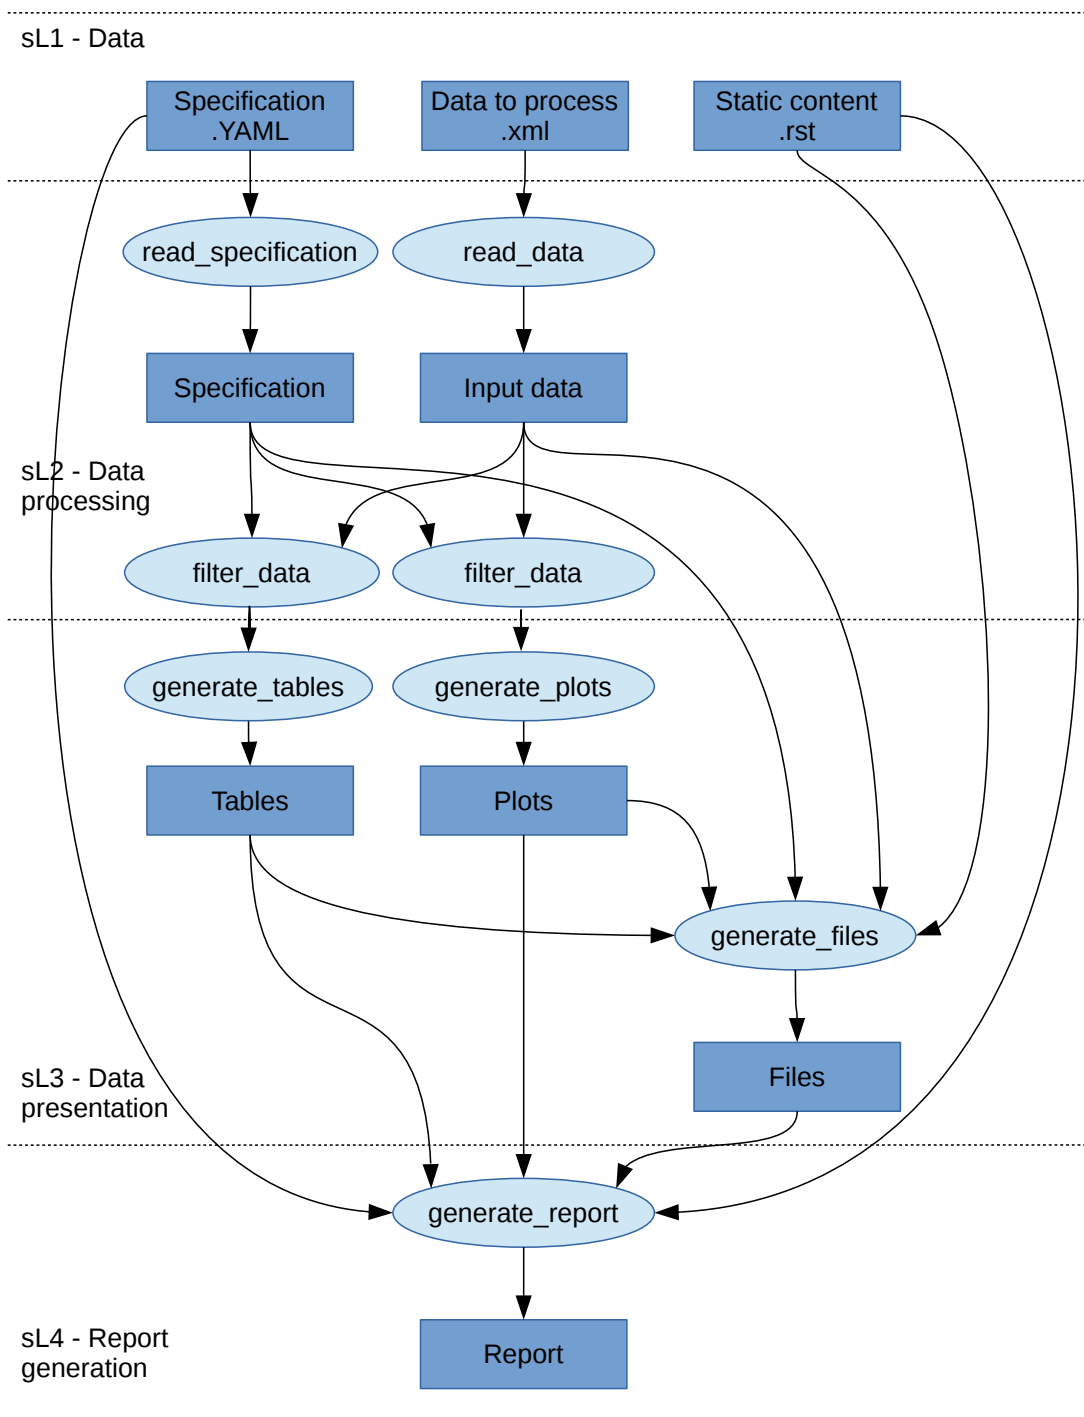 sL1 - Data
Specification
.YAML
Data to process
.xml
Static content
.rst
read_specification
read_data
Specification
Input data
sL2 - Data
processing
filter_data
filter_data
generate_tables
generate_plots
Tables
Plots
generate_files
sL3 - Data
presentation
Files
generate_report
sL4 - Report
generation
Report